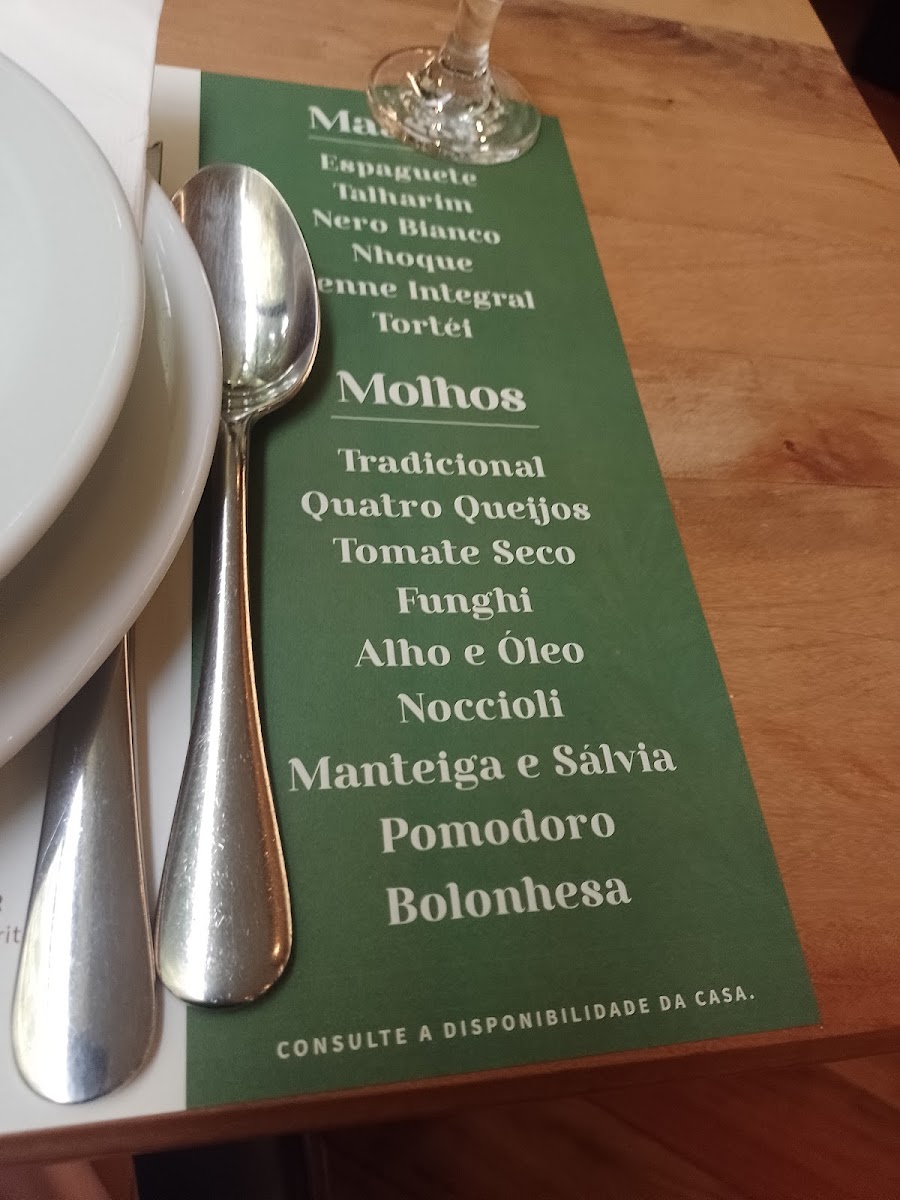 Espaguete
Talharim
Nero Bianco
Nhoque
Integral
Tortéi
Molhos
Tradicional
Quatro Queijos
Tomate Seco
Funghi
Alho e Óleo
Noccioli
Manteiga e Sálvia
Pomodoro
Bolonhesa
CONSULTE A DISPONIBILIDADE DA CASA.